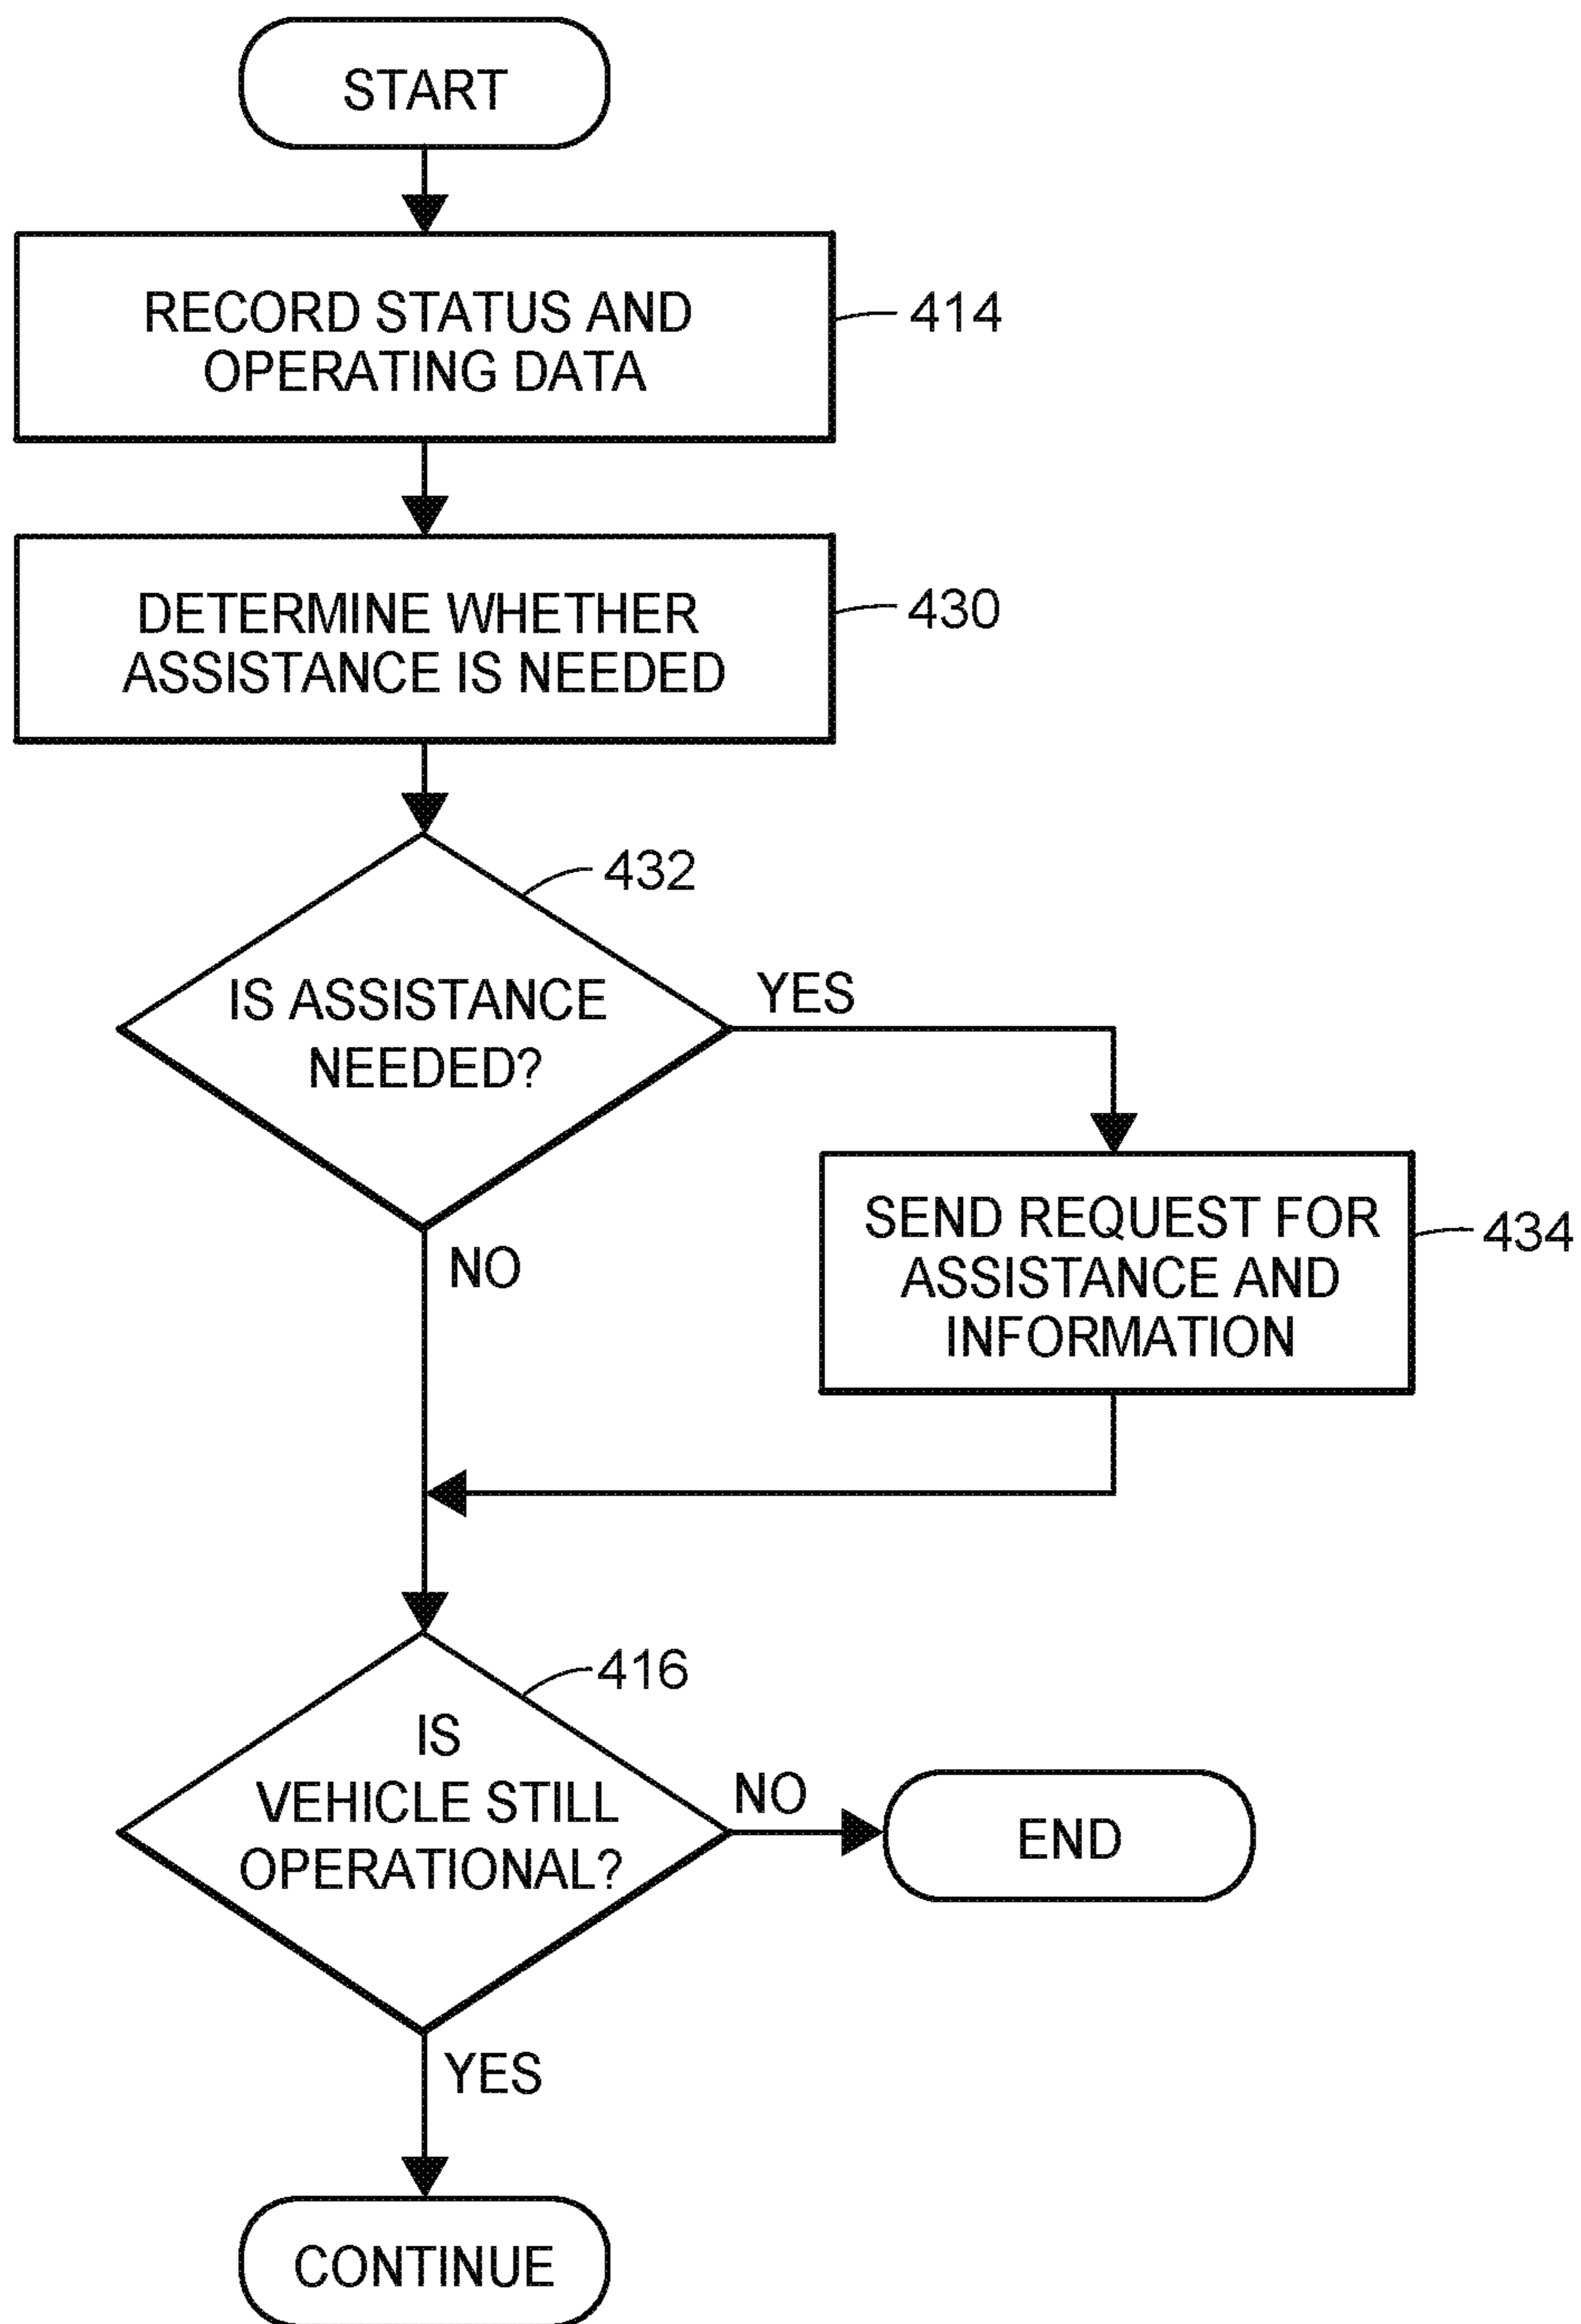 START
RECORD STATUS AND
OPERATING DATA
414
DETERMINE WHETHER
ASSISTANCE IS NEEDED
430
432
IS ASSISTANCE
NEEDED?
YES
NO
SEND REQUEST FOR
ASSISTANCE AND
INFORMATION
434
416
IS
VEHICLE STILL
OPERATIONAL?
NO
END
YES
CONTINUE